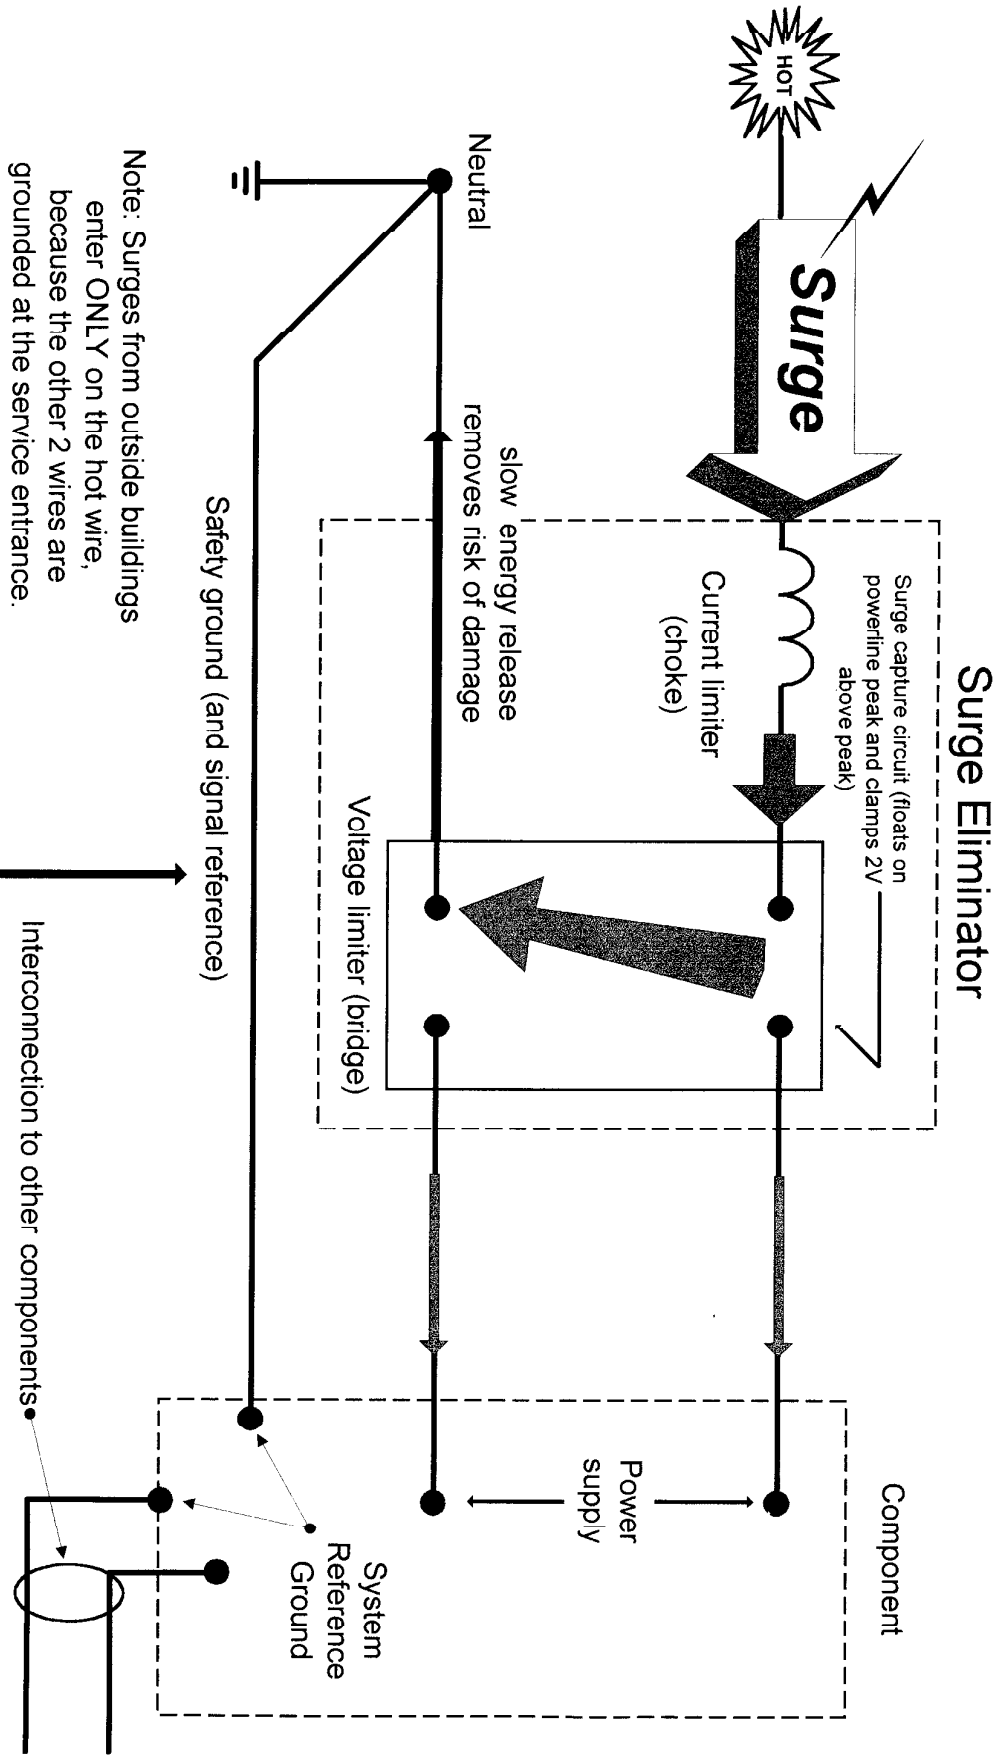 Surge Eliminator
Component
HOT
Surge
Surge capture circuit (floats on
powerline peak and clamps 2V
above peak)
Current limiter
(choke)
Power
supply
Neutral
slow energy release
removes risk of damage
Voltage limiter (bridge)
System
Reference
Ground
Safety ground (and signal reference)
Note: Surges from outside buildings
enter ONLY on the hot wire,
because the other 2 wires are
grounded at the service entrance.
Interconnection to other components